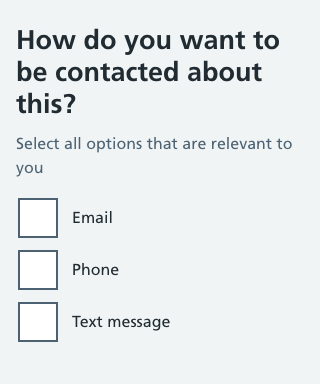 How do you want to
be contacted about
this?
Select all options that are relevant to
you
Email
Phone
Text message